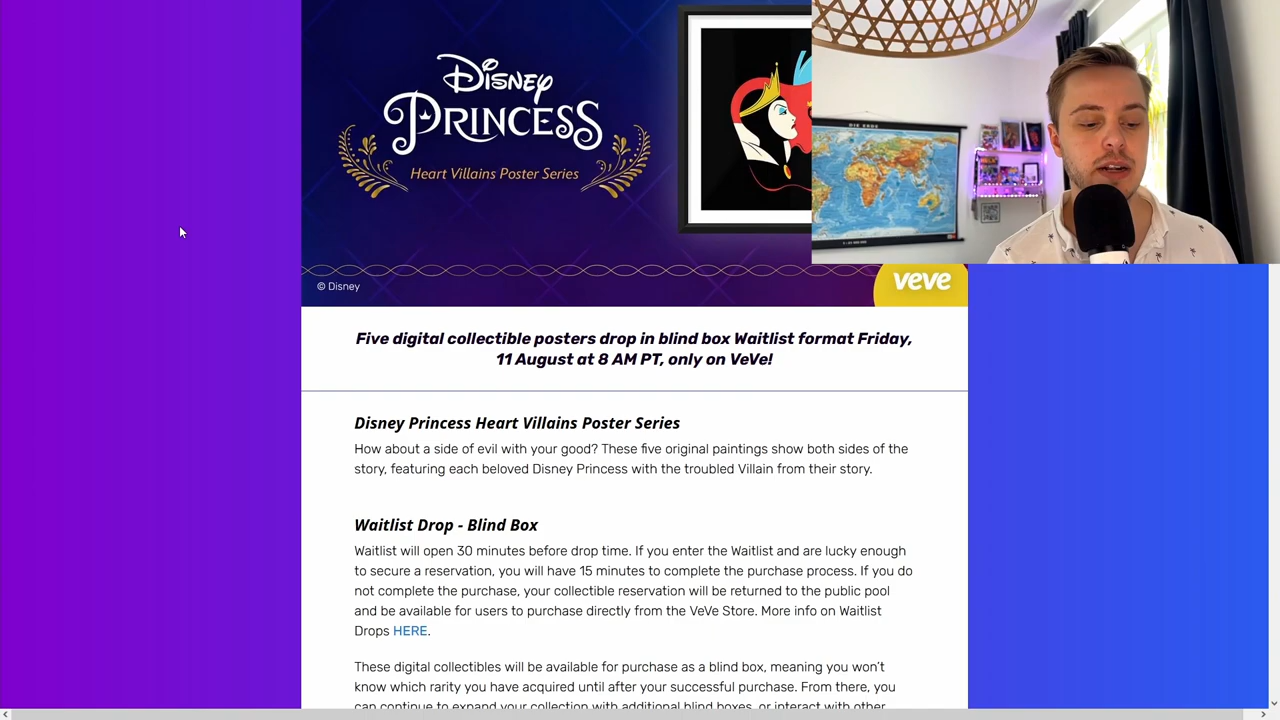 DISNEY
PRINCESS
Heart Villains Poster Series
© Disney
veve
Five digital collectible posters drop in blind box Waitlist format Friday,
11 August at 8 AM PT, only on VeVe!
Disney Princess Heart Villains Poster Series
How about a side of evil with your good? These five original paintings show both sides of the
story, featuring each beloved Disney Princess with the troubled Villain from their story.
Waitlist Drop - Blind Box
Waitlist will open 30 minutes before drop time. If you enter the Waitlist and are lucky enough
to secure a reservation, you will have 15 minutes to complete the purchase process. If you do
not complete the purchase, your collectible reservation will be returned to the public pool
and be available for users to purchase directly from the VeVe Store. More info on Waitlist
Drops HERE.
These digital collectibles will be available for purchase as a blind box, meaning you won't
know which rarity you have acquired until after your successful purchase. From there, you
can continue to expand your collection with additional blind boxes, or interact with other
DIE ERDE